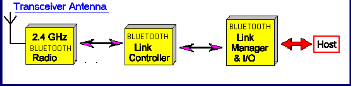 Transceiver Antenna
2.4 GHz
BLUETOOTH
Radio
BLUETOOTH
Link
Controller
BLUETOOTH
Link
Manager
& I/O
Host